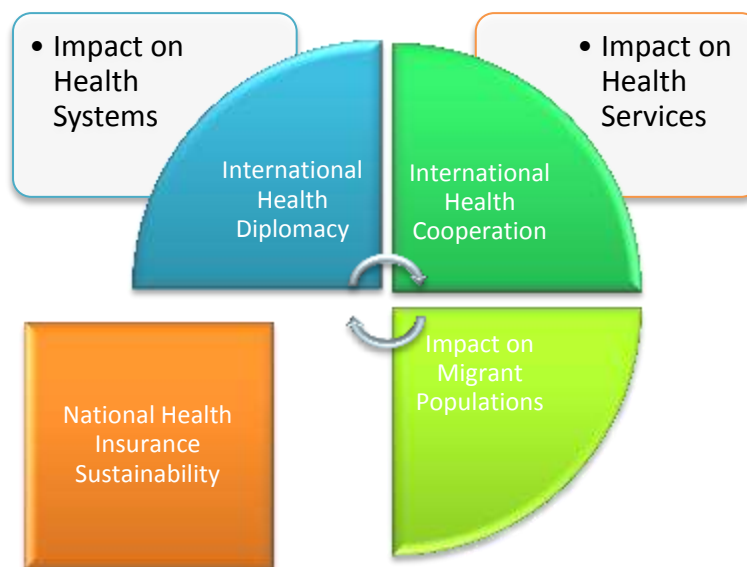 • Impact on
Health
Systems
• Impact on
Health
Services
International
Health
Diplomacy
International
Health
Cooperation
National Health
Insurance
Sustainability
Impact on
Migrant
Populations